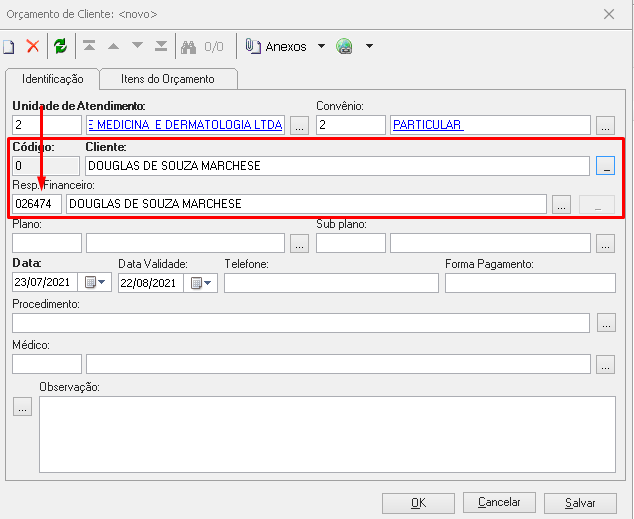 Orçamento de Cliente: <novo>
0/0 Anexos
Identificação Itens do Orçamento
Unidade de Atendimento: Convênio:
2 E MEDICINA E DERMATOLOGIA LTDA ... 2 PARTICULAR ...
Código: Cliente:
0 DOUGLAS DE SOUZA MARCHESE ...
Resp. Financeiro:
026474 DOUGLAS DE SOUZA MARCHESE ... ...
Plano: Sub plano:
... ...
Data: Data Validade: Telefone: Forma Pagamento:
23/07/2021 22/08/2021
Procedimento:
...
Médico:
...
Observação:
...
OK Cancelar Salvar